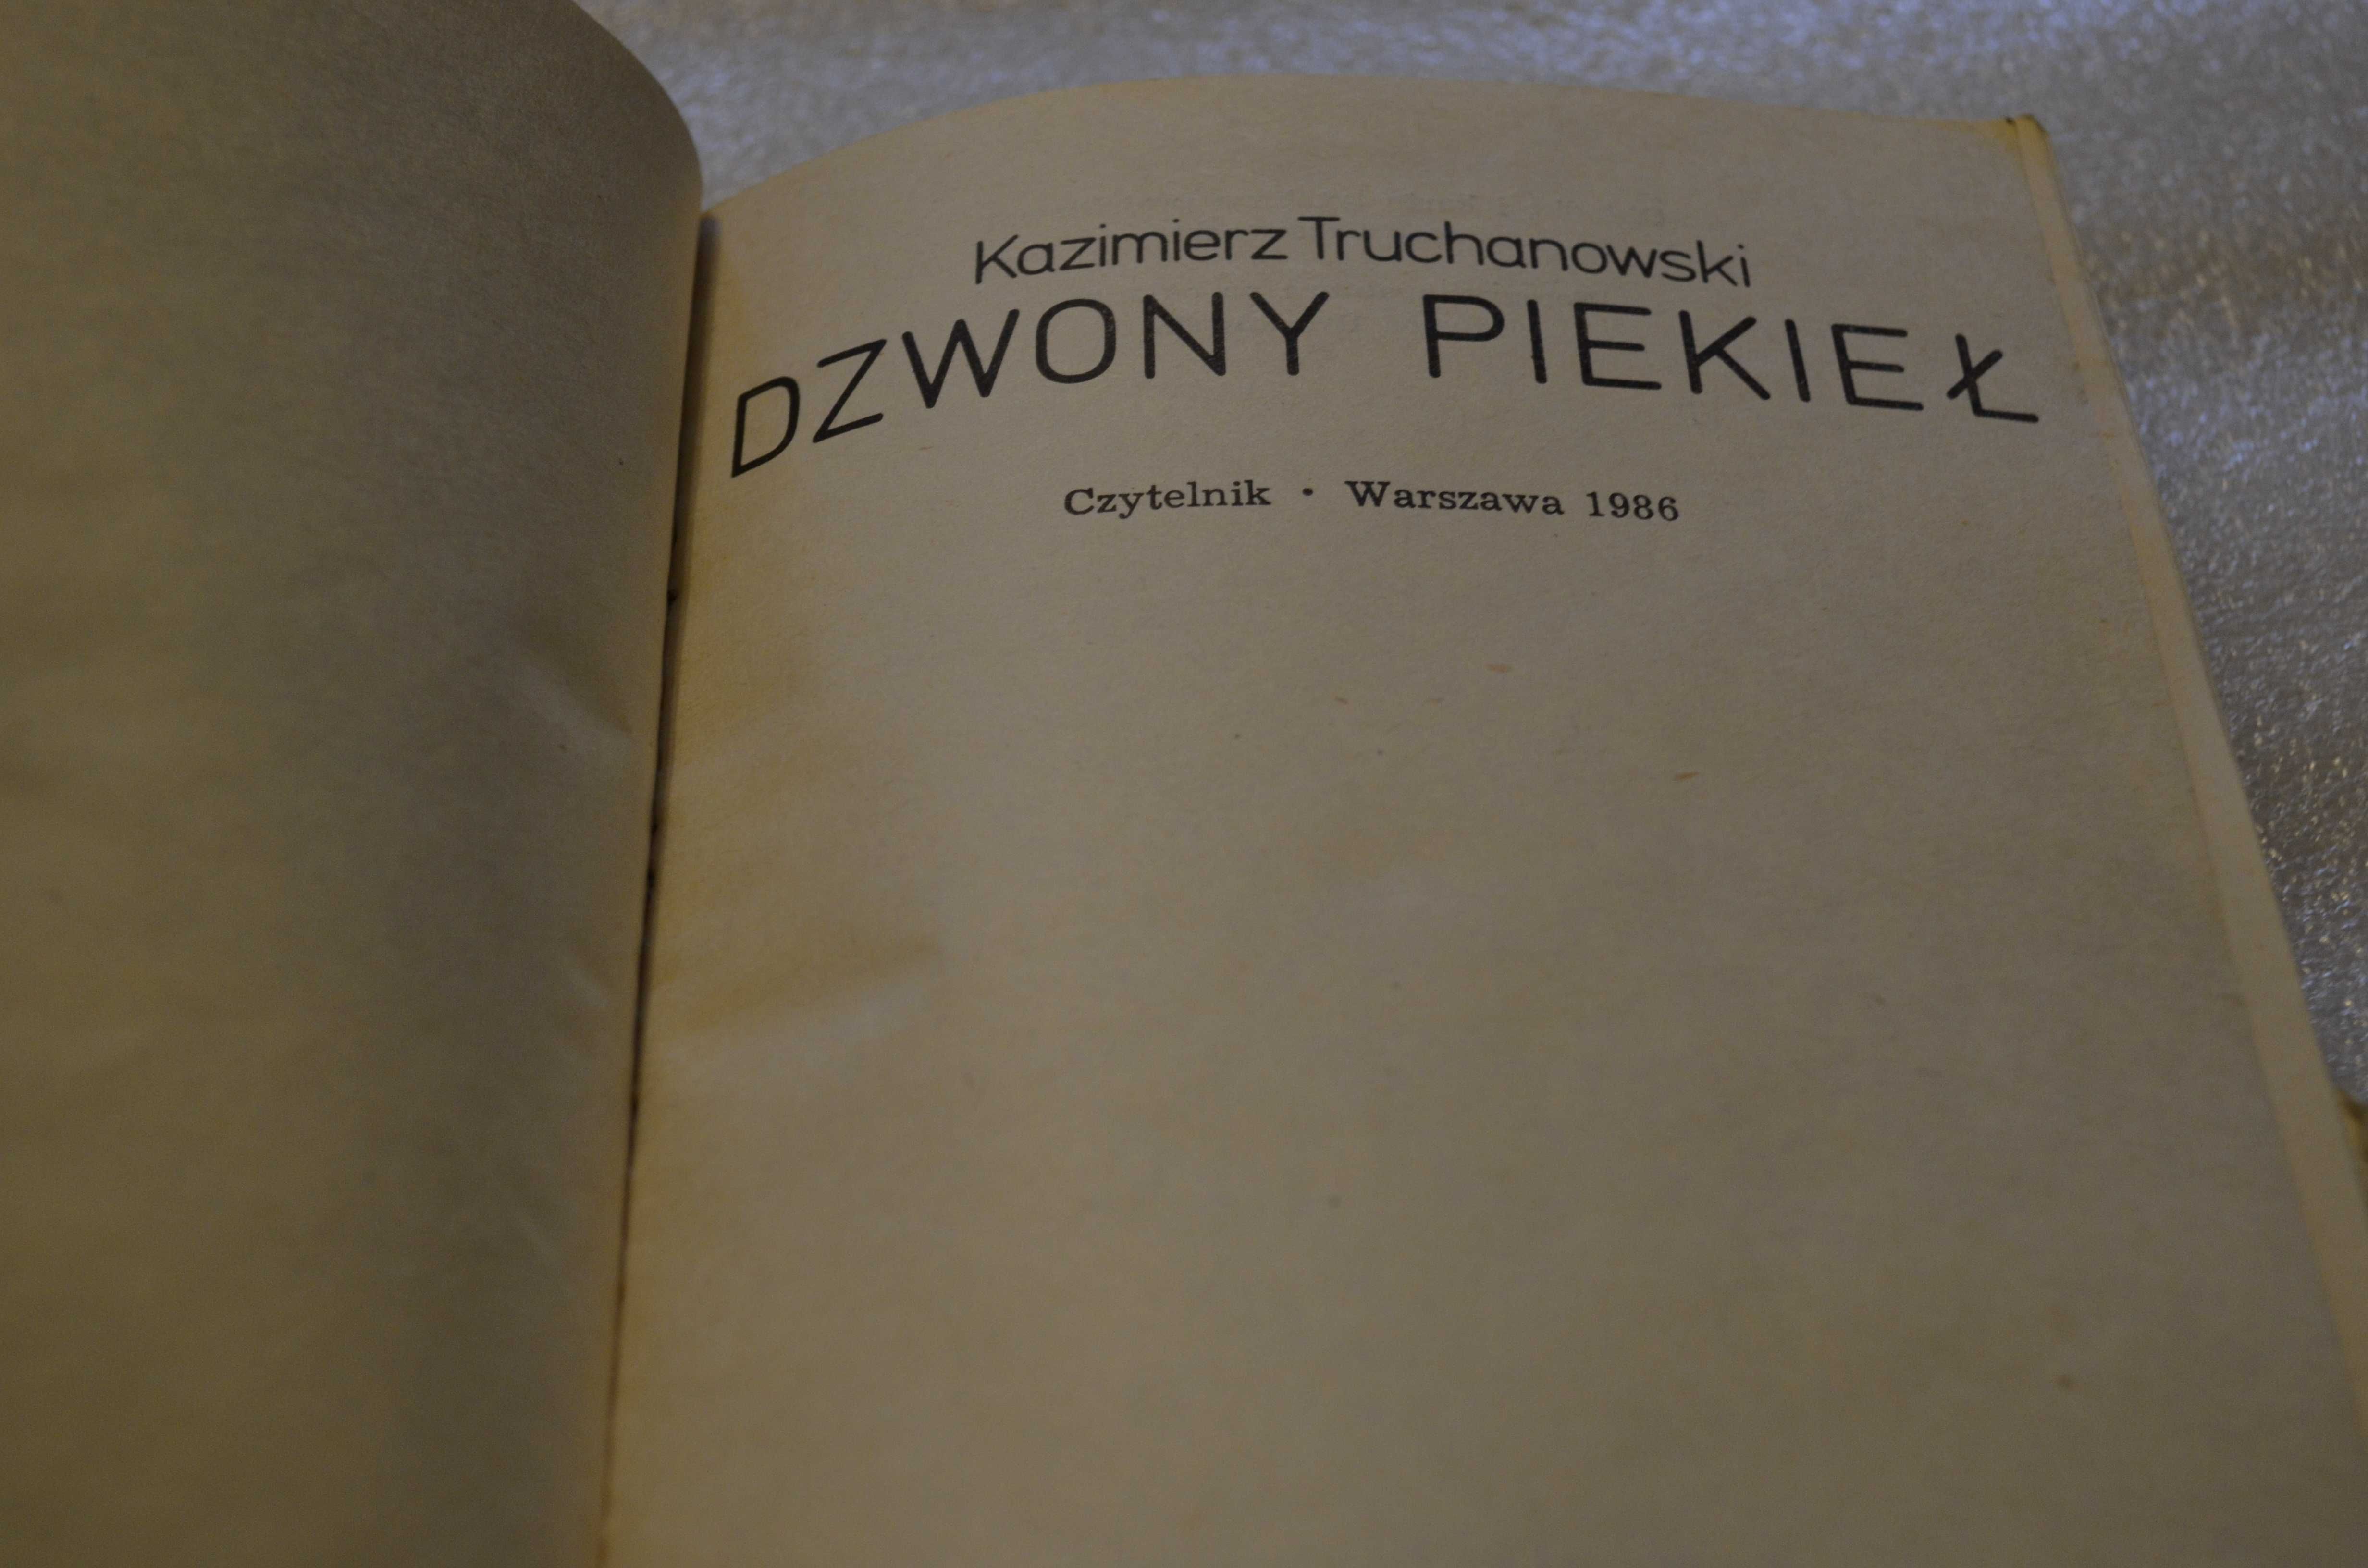 Kazimierz Truchanowski
DZWONY PIEKIEŁ
Czytelnik • Warszawa 1986